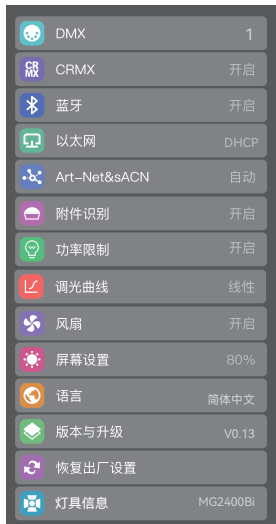 DMX 1
CRMX 开启
蓝牙 开启
以太网 DHCP
Art-Net&sACN 自动
附件识别 开启
功率限制 开启
调光曲线 线性
风扇 开启
屏幕设置 80%
语言 简体中文
版本与升级 V0.13
恢复出厂设置
灯具信息 MG2400Bi